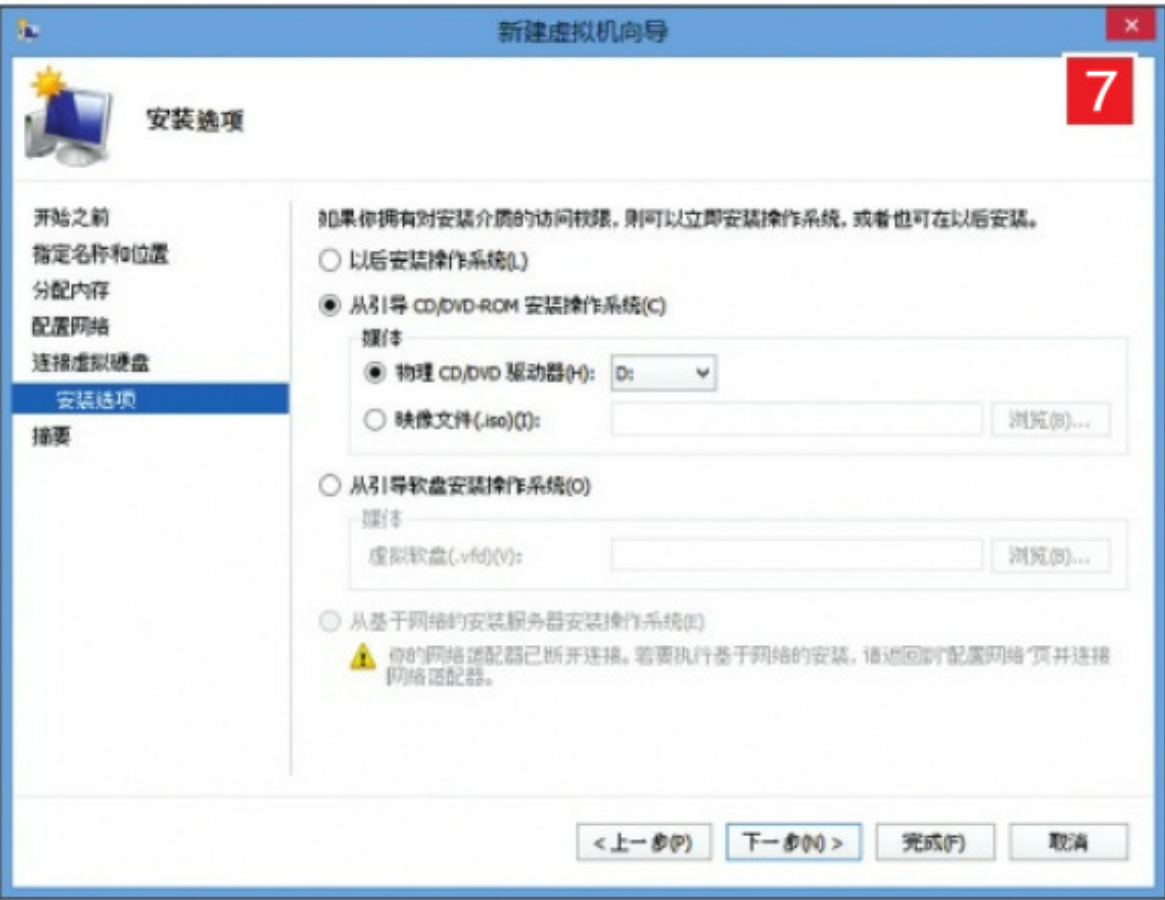 新建虚拟机向导
7
安装选项
开始之前
指定名称和位置
分配内存
配置网络
连接虚拟硬盘
安装选项
摘要
如果你拥有对安装介质的访问权限，则可以立即安装操作系统，或者也可在以后安装。
以后安装操作系统(L)
从引导 CD/DVD-ROM 安装操作系统(C)
媒体
物理 CD/DVD 驱动器(H): D:
映像文件(.iso)(I): 浏览(B)...
从引导软盘安装操作系统(O)
媒体
虚拟软盘(.vfd)(V): 浏览(B)...
从基于网络的安装服务器安装操作系统(E)
你的网络适配器已断开连接。若要执行基于网络的安装，请返回到“配置网络”页并连接
网络适配器。
< 上一步(P) 下一步(N) > 完成(F) 取消